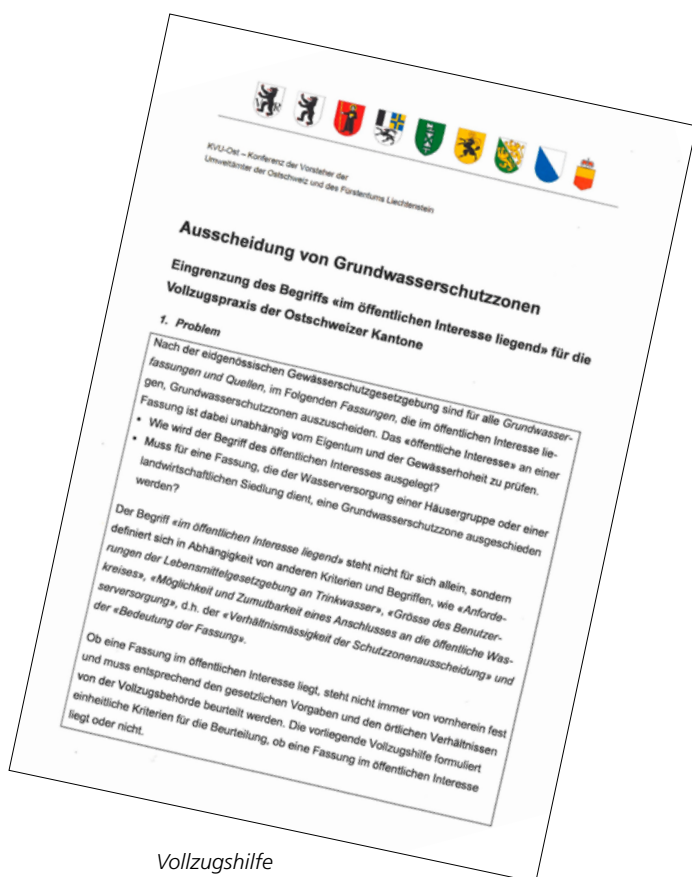 KVU-Ost – Konferenz der Vorsteher der
Umweltämter der Ostschweiz und des Fürstentums Liechtenstein
Ausscheidung von Grundwasserschutzzonen
Eingrenzung des Begriffs «im öffentlichen Interesse liegend» für die
Vollzugspraxis der Ostschweizer Kantone
1. Problem
Nach der eidgenössischen Gewässerschutzgesetzgebung sind für alle Grundwasser-
fassungen und Quellen, im Folgenden Fassungen, die im öffentlichen Interesse lie-
gen, Grundwasserschutzzonen auszuscheiden. Das «öffentliche Interesse» an einer
Fassung ist dabei unabhängig vom Eigentum und der Gewässerhoheit zu prüfen.
• Wie wird der Begriff des öffentlichen Interesses ausgelegt?
• Muss für eine Fassung, die der Wasserversorgung einer Häusergruppe oder einer
landwirtschaftlichen Siedlung dient, eine Grundwasserschutzzone ausgeschieden
werden?
Der Begriff «im öffentlichen Interesse liegend» steht nicht für sich allein, sondern
definiert sich in Abhängigkeit von anderen Kriterien und Begriffen, wie «Anforde-
rungen der Lebensmittelgesetzgebung an Trinkwasser», «Grösse des Benutzer-
kreises», «Möglichkeit und Zumutbarkeit eines Anschlusses an die öffentliche Was-
serversorgung», d.h. der «Verhältnismässigkeit der Schutzzonenausscheidung» und
der «Bedeutung der Fassung».
Ob eine Fassung im öffentlichen Interesse liegt, steht nicht immer von vornherein fest
und muss entsprechend den gesetzlichen Vorgaben und den örtlichen Verhältnissen
von der Vollzugsbehörde beurteilt werden. Die vorliegende Vollzugshilfe formuliert
einheitliche Kriterien für die Beurteilung, ob eine Fassung im öffentlichen Interesse
liegt oder nicht.
Vollzugshilfe